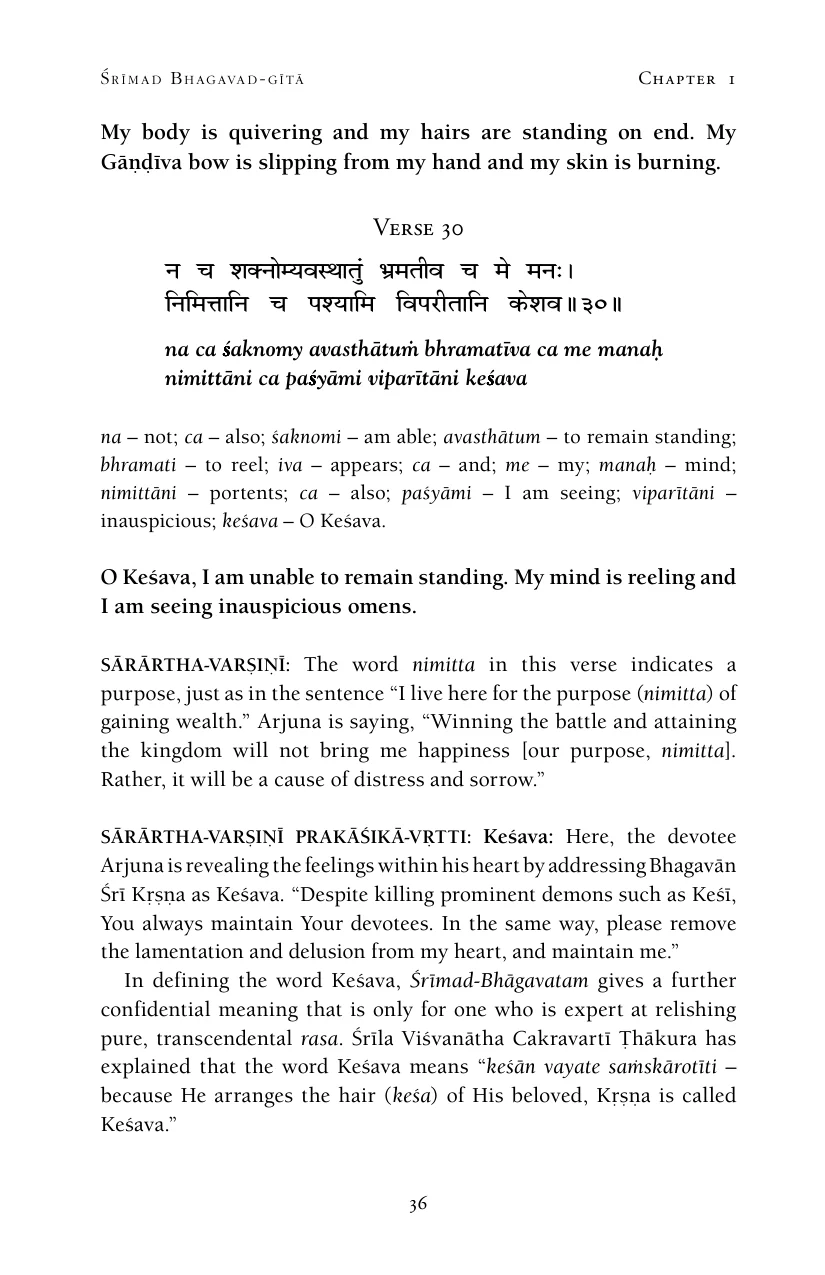 Śrīmad Bhagavad-gītā Chapter 1
My body is quivering and my hairs are standing on end. My
Gāṇḍīva bow is slipping from my hand and my skin is burning.
Verse 30
न च शक्नोम्यवस्थातुं भ्रमतीव च मे मनः।
निमित्तानि च पश्यामि विपरीतानि केशव॥३०॥
na ca śaknomy avasthātuṁ bhramatīva ca me manaḥ
nimittāni ca paśyāmi viparītāni keśava
na – not; ca – also; śaknomi – am able; avasthātum – to remain standing;
bhramati – to reel; iva – appears; ca – and; me – my; manaḥ – mind;
nimittāni – portents; ca – also; paśyāmi – I am seeing; viparītāni –
inauspicious; keśava – O Keśava.
O Keśava, I am unable to remain standing. My mind is reeling and
I am seeing inauspicious omens.
SĀRĀRTHA-VARṢIṆĪ: The word nimitta in this verse indicates a
purpose, just as in the sentence “I live here for the purpose (nimitta) of
gaining wealth.” Arjuna is saying, “Winning the battle and attaining
the kingdom will not bring me happiness [our purpose, nimitta].
Rather, it will be a cause of distress and sorrow.”
SĀRĀRTHA-VARṢIṆĪ PRAKĀŚIKĀ-VṚTTI: Keśava: Here, the devotee
Arjuna is revealing the feelings within his heart by addressing Bhagavān
Śrī Kṛṣṇa as Keśava. “Despite killing prominent demons such as Keśī,
You always maintain Your devotees. In the same way, please remove
the lamentation and delusion from my heart, and maintain me.”
In defining the word Keśava, Śrīmad-Bhāgavatam gives a further
confidential meaning that is only for one who is expert at relishing
pure, transcendental rasa. Śrīla Viśvanātha Cakravartī Ṭhākura has
explained that the word Keśava means “keśān vayate saṁskārotīti –
because He arranges the hair (keśa) of His beloved, Kṛṣṇa is called
Keśava.”
36